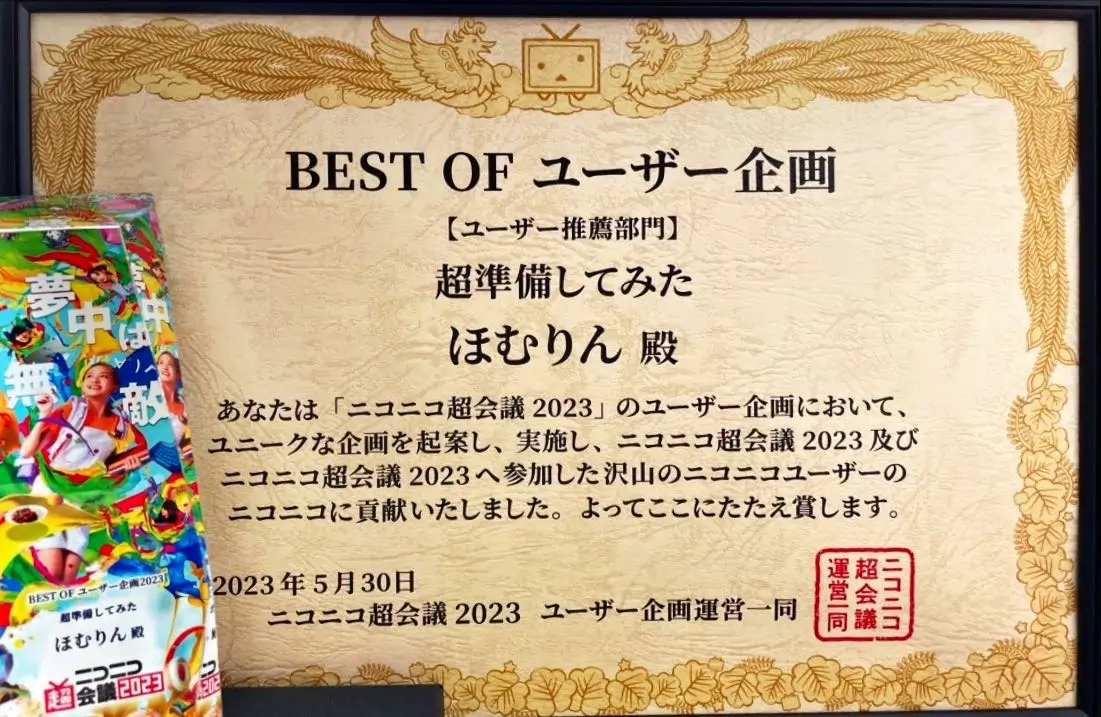 BEST OF ユーザー企画
【ユーザー推薦部門】
超準備してみた
ほむりん 殿
あなたは「ニコニコ超会議 2023」のユーザー企画において、
ユニークな企画を起案し、実施し、ニコニコ超会議 2023 及び
ニコニコ超会議 2023 へ参加した沢山のニコニコユーザーの
ニコニコに貢献いたしました。よってここにたたえ賞します。
2023 年 5 月 30 日
ニコニコ超会議 2023 ユーザー企画運営一同
ニコニコ
超会議
運営一同
夢中は
無敵
BEST OF ユーザー企画2023
超準備してみた
ほむりん 殿
ニコニコ
超会議2023